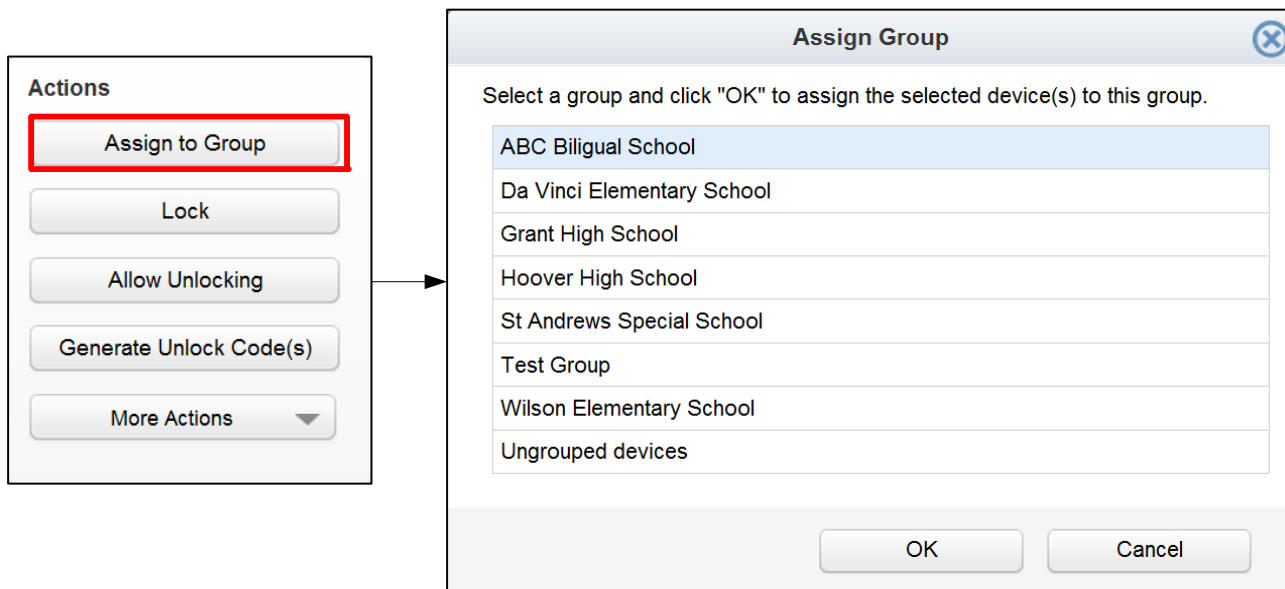 Actions
Assign to Group
Lock
Allow Unlocking
Generate Unlock Code(s)
More Actions
Assign Group
Select a group and click "OK" to assign the selected device(s) to this group.
ABC Biligual School
Da Vinci Elementary School
Grant High School
Hoover High School
St Andrews Special School
Test Group
Wilson Elementary School
Ungrouped devices
OK
Cancel